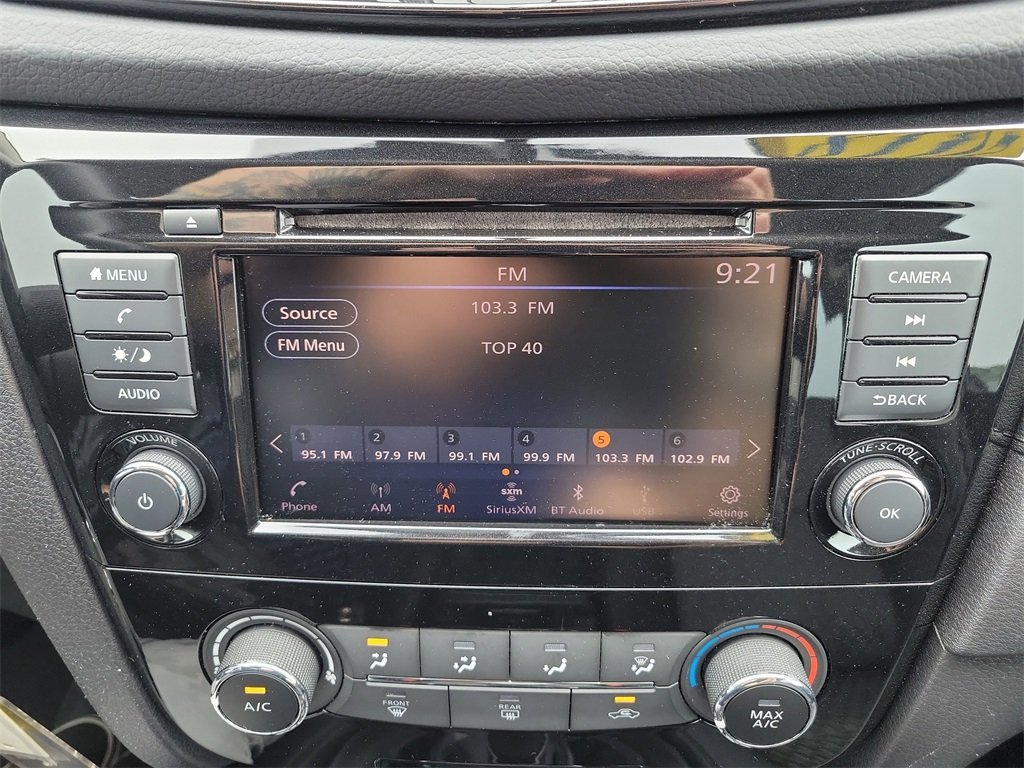 MENU
AUDIO
VOLUME
FM
9:21
Source
103.3 FM
FM Menu
TOP 40
1 2 3 4 5 6
95.1 FM 97.9 FM 99.1 FM 99.9 FM 103.3 FM 102.9 FM
sxm
Phone AM FM SiriusXM BT Audio USB Settings
CAMERA
BACK
TUNE·SCROLL
OK
A/C
FRONT
REAR
MAX
A/C